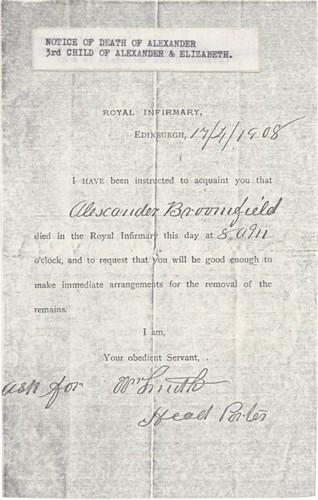 NOTICE OF DEATH OF ALEXANDER
3rd CHILD OF ALEXANDER & ELIZABETH.
ROYAL INFIRMARY,
EDINBURGH, 17/4/1908
I HAVE been instructed to acquaint you that
Alexander Broomfield
died in the Royal Infirmary this day at 5.
o'clock, and to request that you will be good enough to
make immediate arrangements for the removal of the
remains.
I am,
Your obedient Servant,
ask for Wm Smith
Head Porter